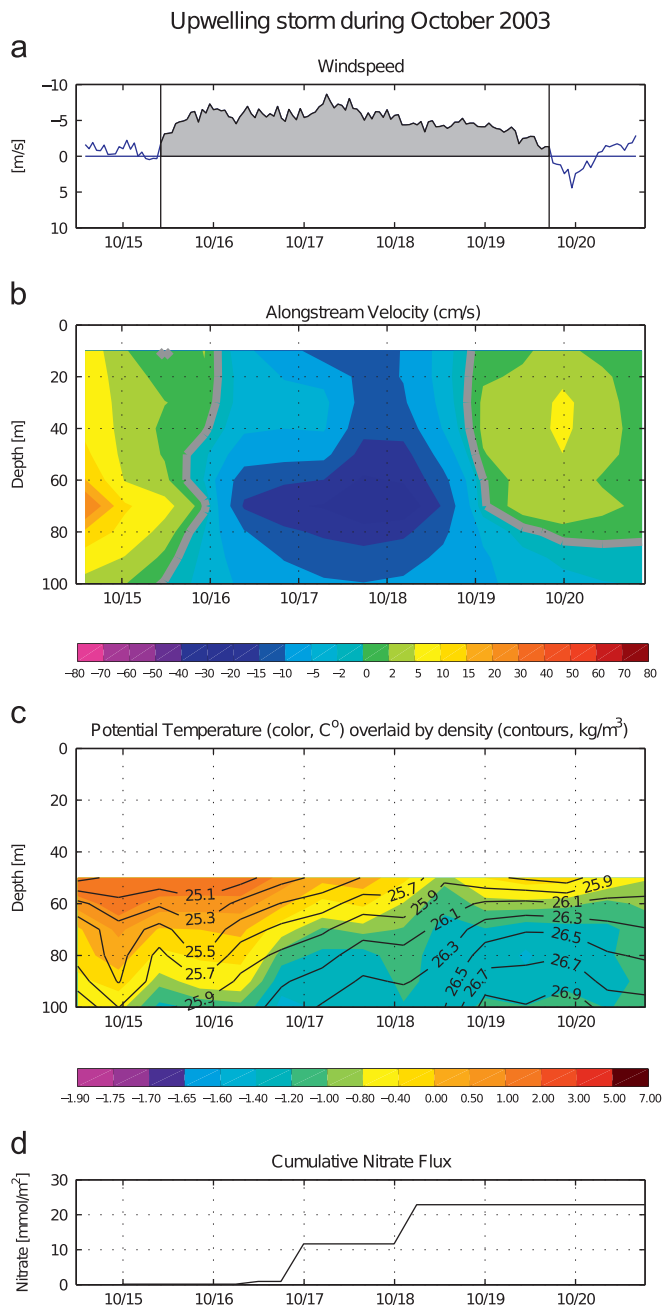 Upwelling storm during October 2003
a
Windspeed
−10
−5
0
5
10
[m/s]
10/15 10/16 10/17 10/18 10/19 10/20
b
Alongstream Velocity (cm/s)
0
20
40
60
80
100
Depth [m]
10/15 10/16 10/17 10/18 10/19 10/20
−80 −70 −60 −50 −40 −30 −20 −15 −10 −5 −2 0 2 5 10 15 20 30 40 50 60 70 80
c
Potential Temperature (color, C°) overlaid by density (contours, kg/m³)
0
20
40
60
80
100
Depth [m]
25.1
25.3
25.5
25.7
25.9
25.7
25.9
26.1
26.3
26.5
26.7
25.9
26.1
26.3
26.5
26.7
26.9
10/15 10/16 10/17 10/18 10/19 10/20
−1.90 −1.75 −1.70 −1.65 −1.60 −1.40 −1.20 −1.00 −0.80 −0.40 0.00 0.50 1.00 2.00 3.00 5.00 7.00
d
Cumulative Nitrate Flux
30
20
10
0
Nitrate [mmol/m²]
10/15 10/16 10/17 10/18 10/19 10/20